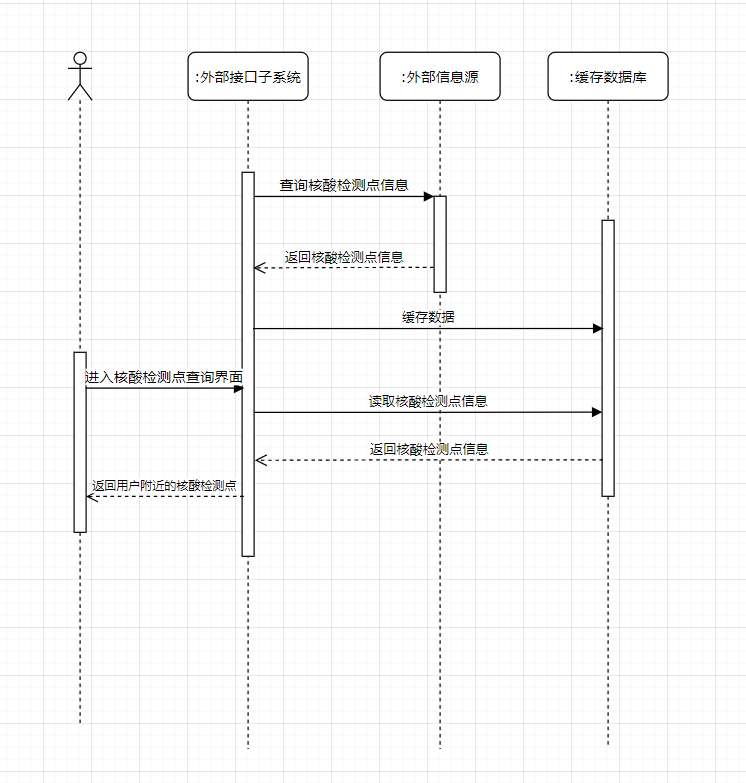 :外部接口子系统
:外部信息源
:缓存数据库
查询核酸检测点信息
返回核酸检测点信息
缓存数据
进入核酸检测点查询界面
读取核酸检测点信息
返回核酸检测点信息
返回用户附近的核酸检测点